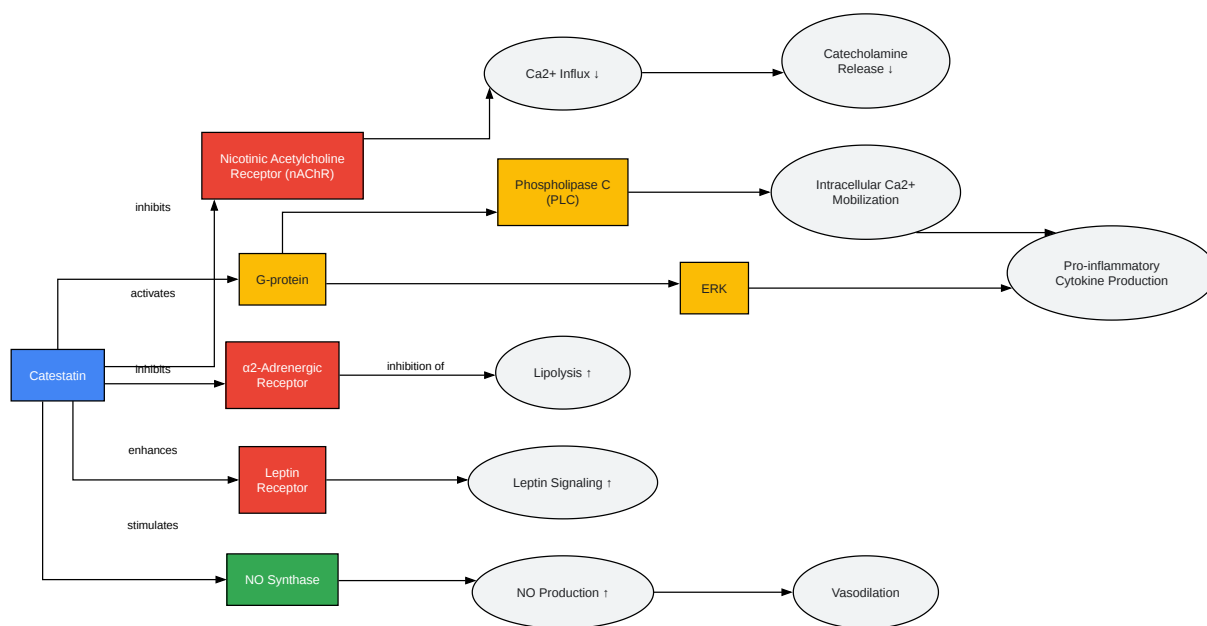 Catecholamine
Release ↓
Ca2+ Influx ↓
Nicotinic Acetylcholine
Receptor (nAChR)
Phospholipase C
(PLC)
Intracellular Ca2+
Mobilization
inhibits
Pro-inflammatory
Cytokine Production
G-protein
activates
ERK
Catestatin
inhibits
α2-Adrenergic
Receptor
inhibition of
Lipolysis ↑
enhances
Leptin
Receptor
Leptin Signaling ↑
stimulates
NO Synthase
NO Production ↑
Vasodilation